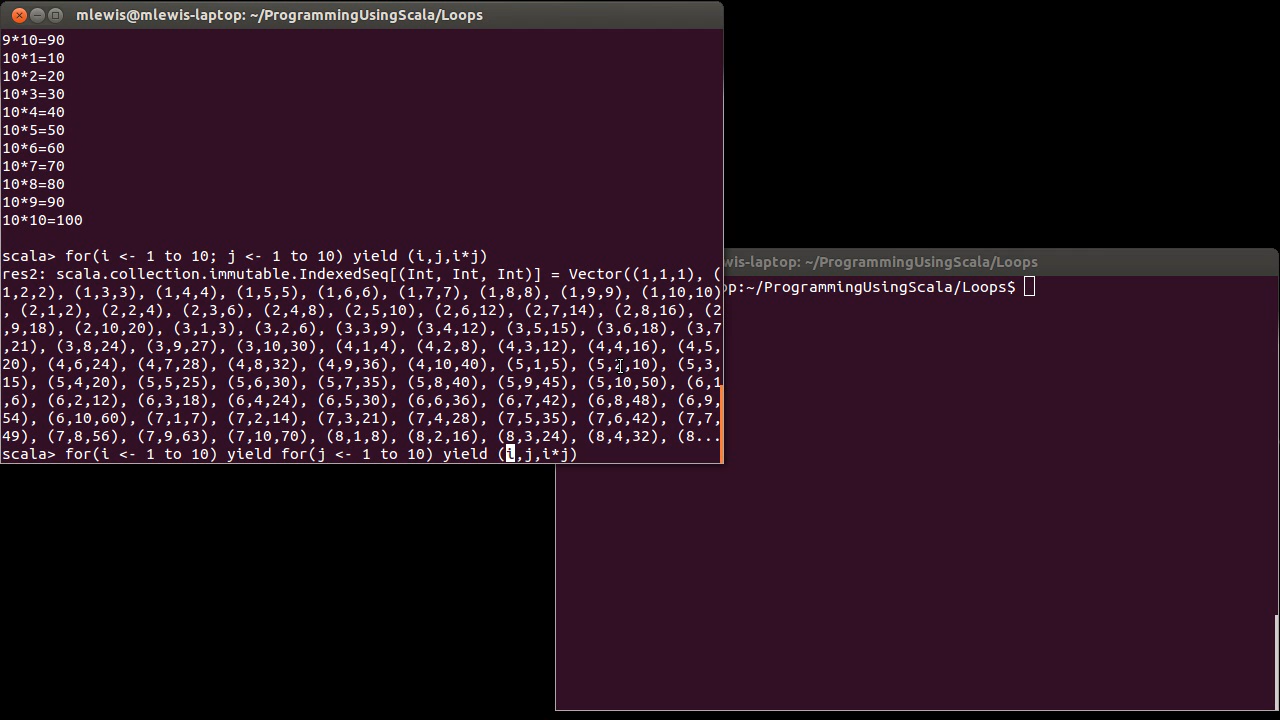 mlewis@mlewis-laptop: ~/ProgrammingUsingScala/Loops
9*10=90
10*1=10
10*2=20
10*3=30
10*4=40
10*5=50
10*6=60
10*7=70
10*8=80
10*9=90
10*10=100
scala> for(i <- 1 to 10; j <- 1 to 10) yield (i,j,i*j)
res2: scala.collection.immutable.IndexedSeq[(Int, Int, Int)] = Vector((1,1,1), (
1,2,2), (1,3,3), (1,4,4), (1,5,5), (1,6,6), (1,7,7), (1,8,8), (1,9,9), (1,10,10)
, (2,1,2), (2,2,4), (2,3,6), (2,4,8), (2,5,10), (2,6,12), (2,7,14), (2,8,16), (2
,9,18), (2,10,20), (3,1,3), (3,2,6), (3,3,9), (3,4,12), (3,5,15), (3,6,18), (3,7
,21), (3,8,24), (3,9,27), (3,10,30), (4,1,4), (4,2,8), (4,3,12), (4,4,16), (4,5,
20), (4,6,24), (4,7,28), (4,8,32), (4,9,36), (4,10,40), (5,1,5), (5,2,10), (5,3,
15), (5,4,20), (5,5,25), (5,6,30), (5,7,35), (5,8,40), (5,9,45), (5,10,50), (6,1
,6), (6,2,12), (6,3,18), (6,4,24), (6,5,30), (6,6,36), (6,7,42), (6,8,48), (6,9,
54), (6,10,60), (7,1,7), (7,2,14), (7,3,21), (7,4,28), (7,5,35), (7,6,42), (7,7,
49), (7,8,56), (7,9,63), (7,10,70), (8,1,8), (8,2,16), (8,3,24), (8,4,32), (8...
scala> for(i <- 1 to 10) yield for(j <- 1 to 10) yield (i,j,i*j)
wis-laptop: ~/ProgrammingUsingScala/Loops
op:~/ProgrammingUsingScala/Loops$